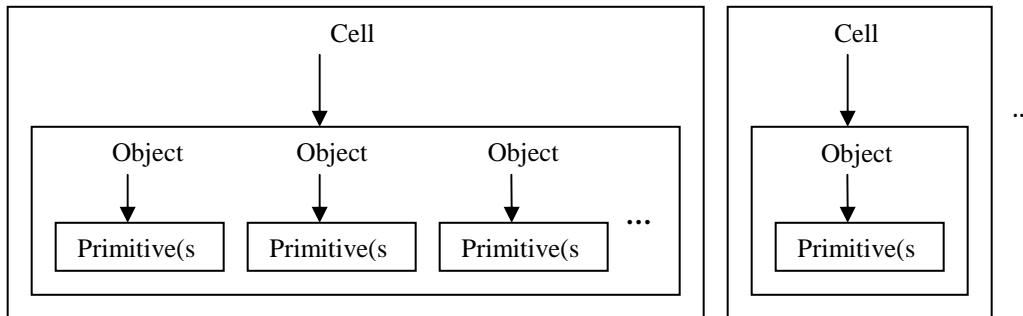 Cell Cell
..
Object Object Object Object
...
Primitive(s Primitive(s Primitive(s Primitive(s